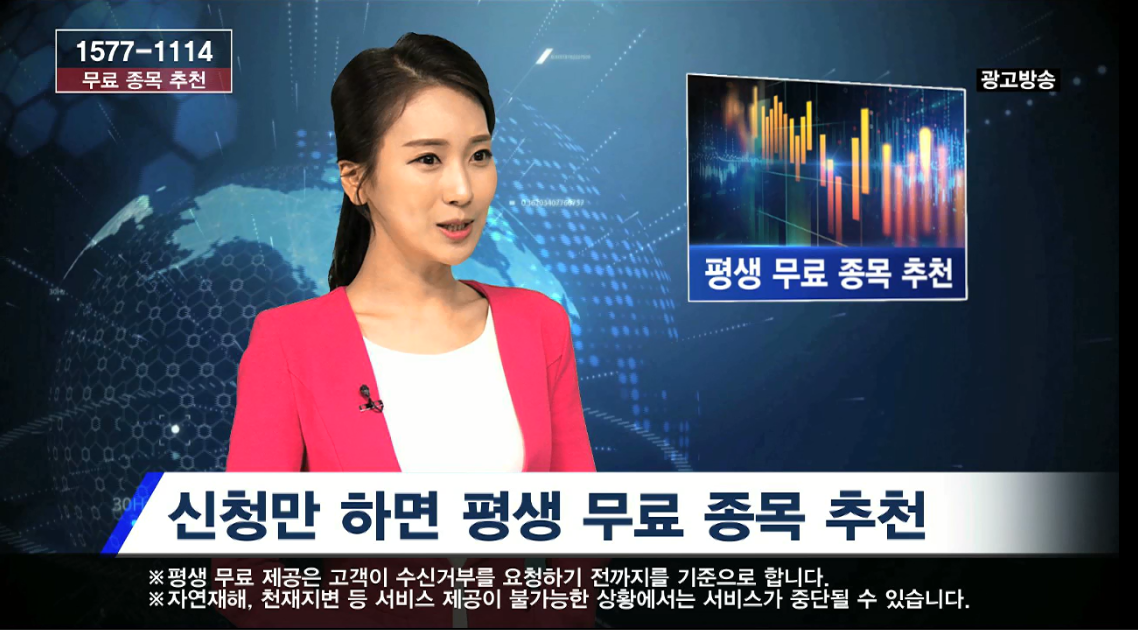 1577-1114
무료 종목 추천
광고방송
평생 무료 종목 추천
신청만 하면 평생 무료 종목 추천
※평생 무료 제공은 고객이 수신거부를 요청하기 전까지를 기준으로 합니다.
※자연재해, 천재지변 등 서비스 제공이 불가능한 상황에서는 서비스가 중단될 수 있습니다.